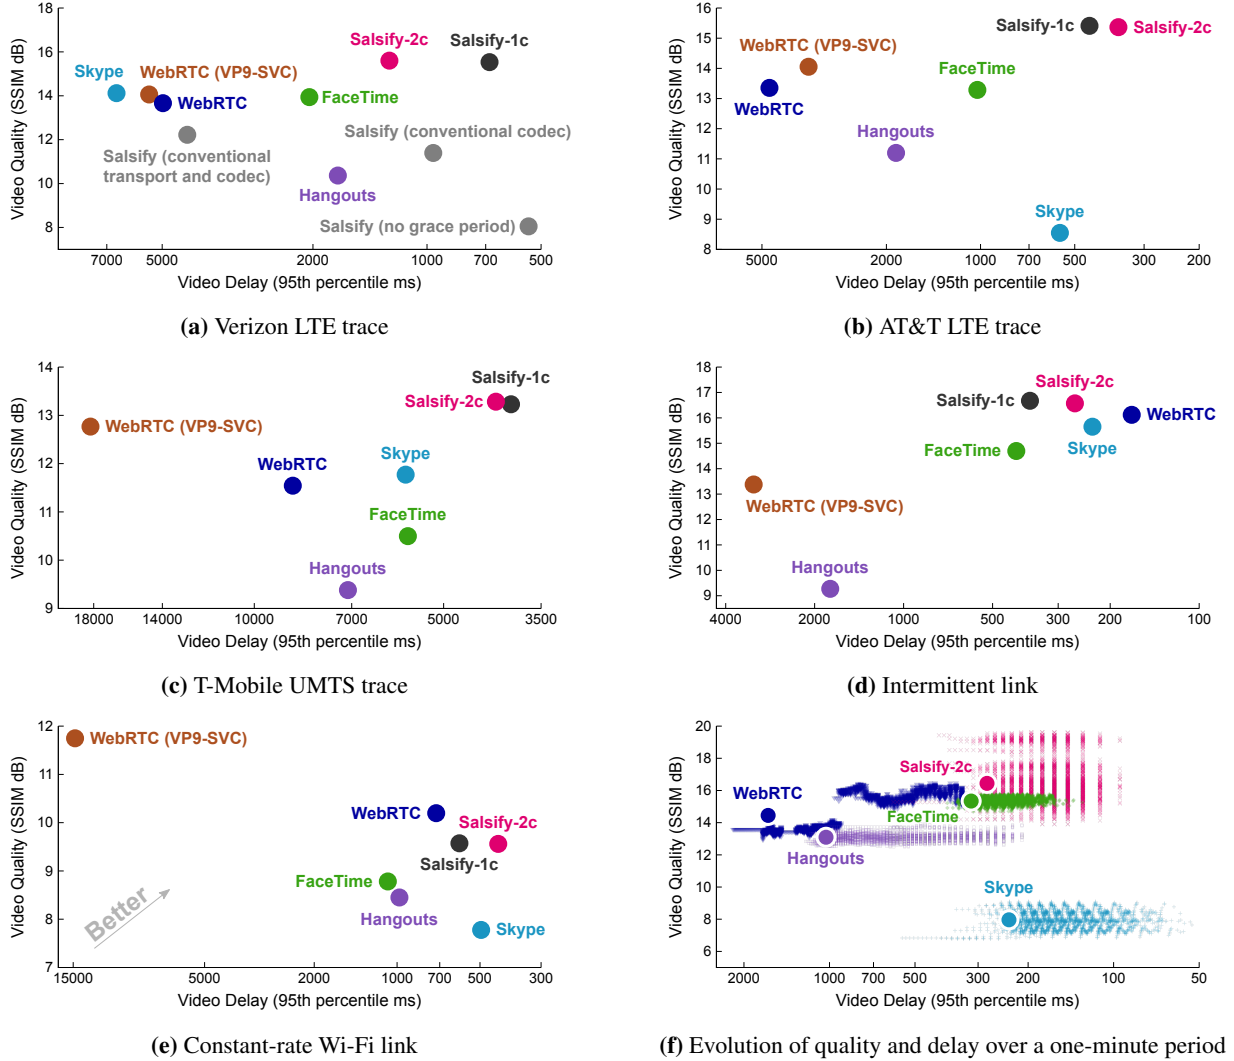 18
16
14
12
10
8
Video Quality (SSIM dB)
Salsify-2c
Salsify-1c
Skype
WebRTC (VP9-SVC)
WebRTC
FaceTime
Salsify (conventional codec)
Salsify (conventional
transport and codec)
Hangouts
Salsify (no grace period)
7000 5000 2000 1000 700 500
Video Delay (95th percentile ms)
(a) Verizon LTE trace
16
15
14
13
12
11
10
9
8
Video Quality (SSIM dB)
Salsify-1c
Salsify-2c
WebRTC (VP9-SVC)
FaceTime
WebRTC
Hangouts
Skype
5000 2000 1000 500 300 200
Video Delay (95th percentile ms)
(b) AT&T LTE trace
14
13
12
11
10
9
Video Quality (SSIM dB)
Salsify-1c
Salsify-2c
WebRTC (VP9-SVC)
Skype
WebRTC
FaceTime
Hangouts
18000 14000 10000 7000 5000 3500
Video Delay (95th percentile ms)
(c) T-Mobile UMTS trace
18
17
16
15
14
13
12
11
10
9
Video Quality (SSIM dB)
Salsify-2c
Salsify-1c
WebRTC
Skype
FaceTime
WebRTC (VP9-SVC)
Hangouts
4000 2000 1000 500 300 200 100
Video Delay (95th percentile ms)
(d) Intermittent link
12
11
10
9
8
7
Video Quality (SSIM dB)
WebRTC (VP9-SVC)
WebRTC
Salsify-2c
Salsify-1c
FaceTime
Hangouts
Skype
Better
15000 5000 2000 1000 700 500 300
Video Delay (95th percentile ms)
(e) Constant-rate Wi-Fi link
20
18
16
14
12
10
8
6
Video Quality (SSIM dB)
Salsify-2c
WebRTC
FaceTime
Hangouts
Skype
2000 1000 700 500 300 200 100 50
Video Delay (95th percentile ms)
(f) Evolution of quality and delay over a one-minute period